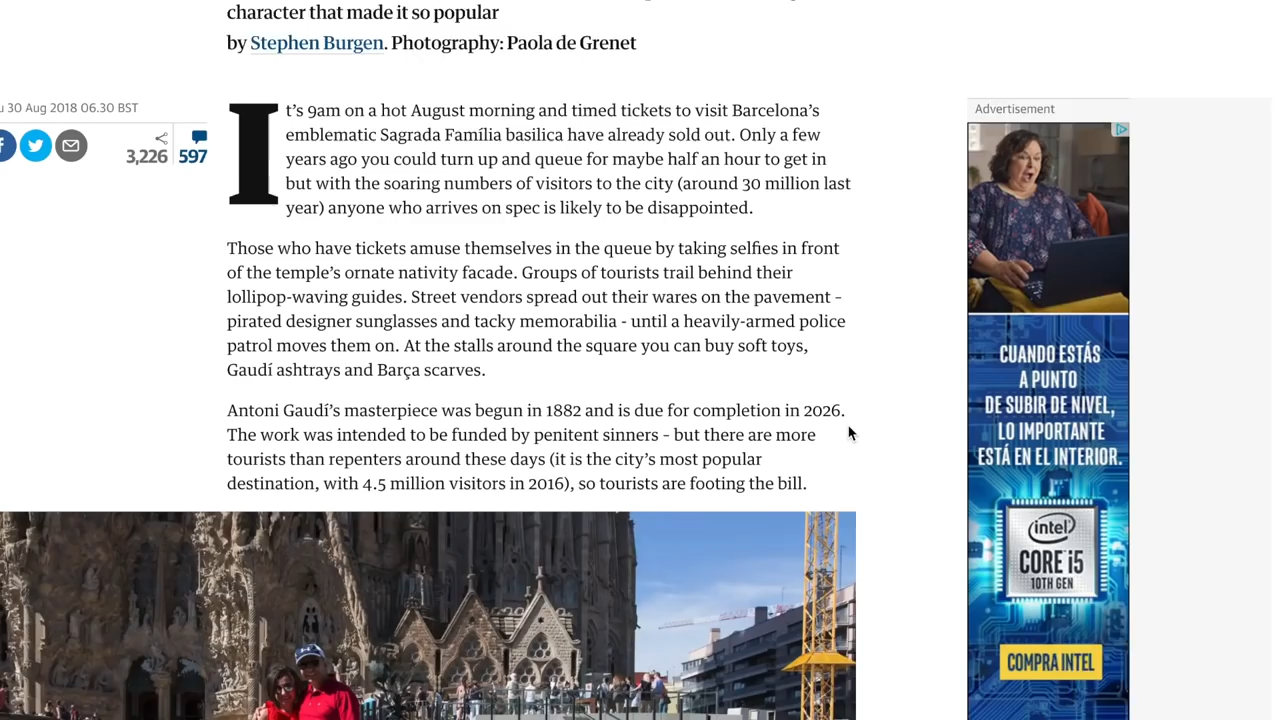 character that made it so popular
by Stephen Burgen. Photography: Paola de Grenet
30 Aug 2018 06.30 BST
3,226
597
It's 9am on a hot August morning and timed tickets to visit Barcelona's
emblematic Sagrada Família basilica have already sold out. Only a few
years ago you could turn up and queue for maybe half an hour to get in
but with the soaring numbers of visitors to the city (around 30 million last
year) anyone who arrives on spec is likely to be disappointed.
Those who have tickets amuse themselves in the queue by taking selfies in front
of the temple's ornate nativity facade. Groups of tourists trail behind their
lollipop-waving guides. Street vendors spread out their wares on the pavement –
pirated designer sunglasses and tacky memorabilia - until a heavily-armed police
patrol moves them on. At the stalls around the square you can buy soft toys,
Gaudí ashtrays and Barça scarves.
Antoni Gaudí's masterpiece was begun in 1882 and is due for completion in 2026.
The work was intended to be funded by penitent sinners – but there are more
tourists than repenters around these days (it is the city's most popular
destination, with 4.5 million visitors in 2016), so tourists are footing the bill.
Advertisement
CUANDO ESTÁS
A PUNTO
DE SUBIR DE NIVEL,
LO IMPORTANTE
ESTÁ EN EL INTERIOR.
intel
CORE i5
10TH GEN
COMPRA INTEL